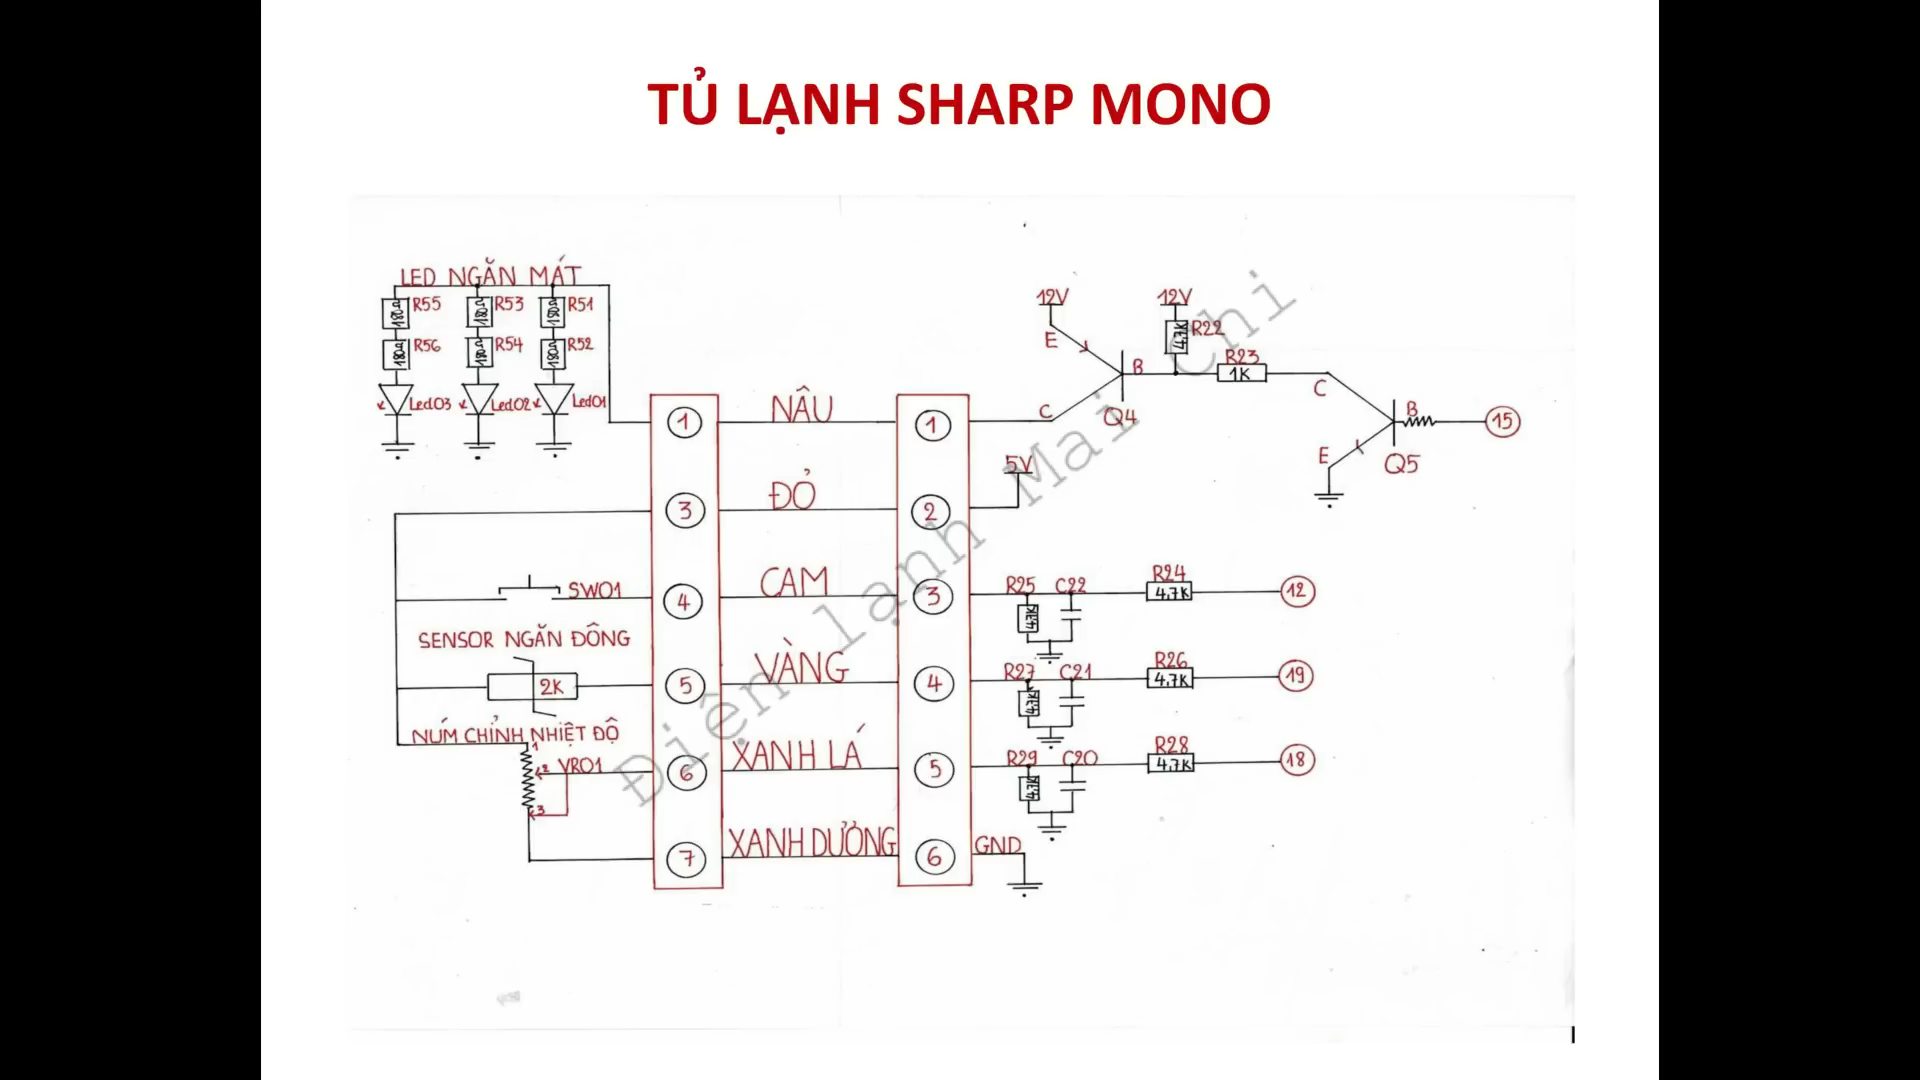 TỦ LẠNH SHARP MONO
LED NGĂN MÁT
R55 R53 R51
180Ω 180Ω 180Ω
R56 R54 R52
180Ω 180Ω 180Ω
Led03 Led02 Led01
12V 12V
E 4.7K R22
B R23
1K C
C Q4
B 15
E Q5
1 NÂU 1
5V
3 ĐỎ 2
SW01 4 CAM 3 R25 C22 R24
4.7K 4.7K 12
SENSOR NGĂN ĐÔNG
2K 5 VÀNG 4 R27 C21 R26
4.7K 4.7K 19
NÚM CHỈNH NHIỆT ĐỘ
1
2 VR01 6 XANH LÁ 5 R29 C20 R28
4.7K 4.7K 18
3
7 XANH DƯƠNG 6 GND
Điện lạnh Mai Chi